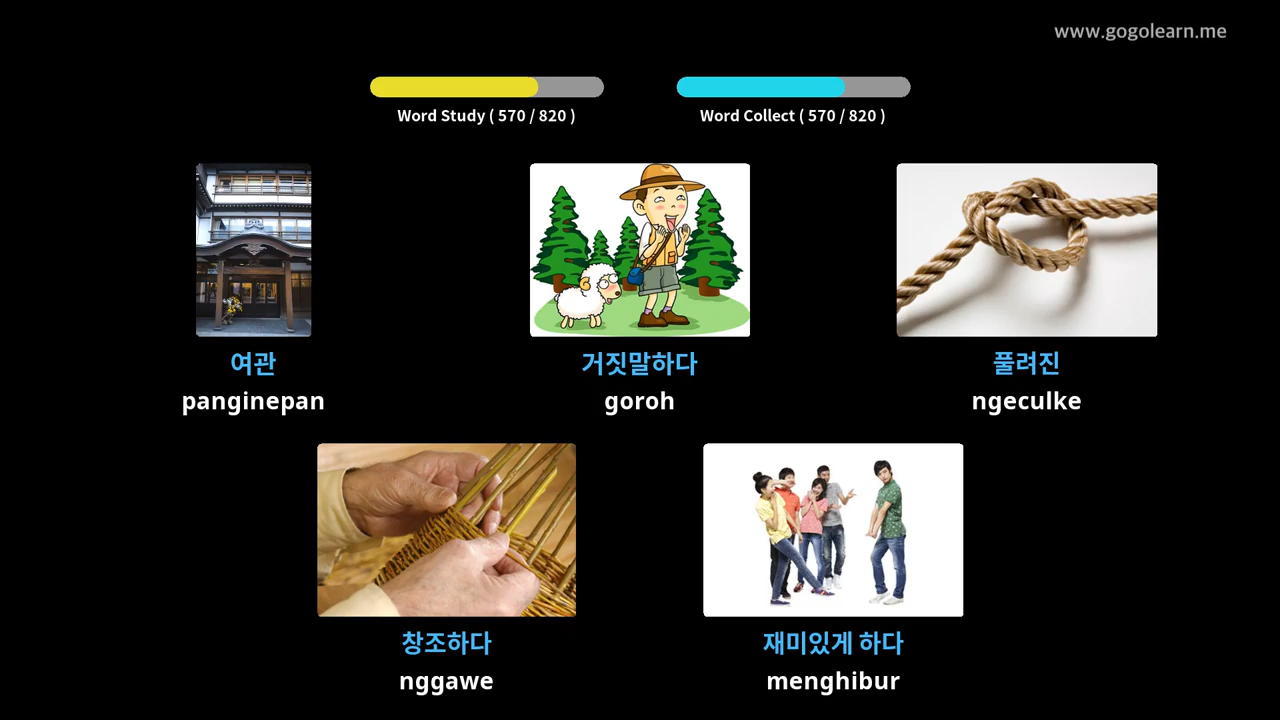 www.gogolearn.me
Word Study ( 570 / 820 )
Word Collect ( 570 / 820 )
여관
panginepan
거짓말하다
goroh
풀려진
ngeculke
창조하다
nggawe
재미있게 하다
menghibur